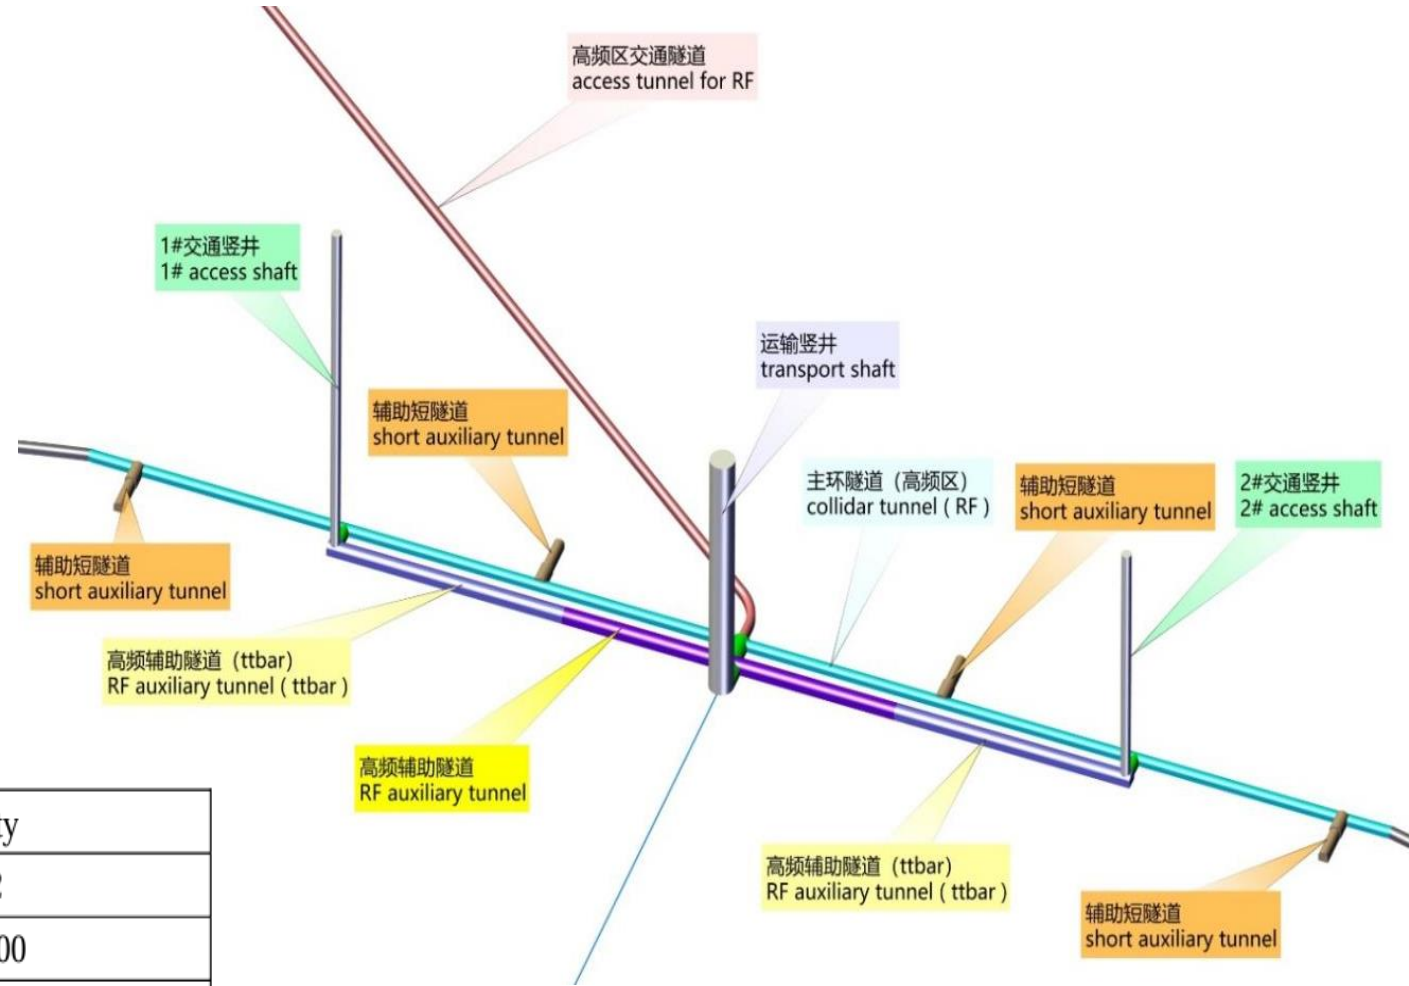 高频区交通隧道
access tunnel for RF
1#交通竖井
1# access shaft
运输竖井
transport shaft
辅助短隧道
short auxiliary tunnel
主环隧道（高频区）
collidar tunnel ( RF )
辅助短隧道
short auxiliary tunnel
2#交通竖井
2# access shaft
辅助短隧道
short auxiliary tunnel
高频辅助隧道（ttbar）
RF auxiliary tunnel ( ttbar )
高频辅助隧道
RF auxiliary tunnel
高频辅助隧道（ttbar）
RF auxiliary tunnel ( ttbar )
辅助短隧道
short auxiliary tunnel